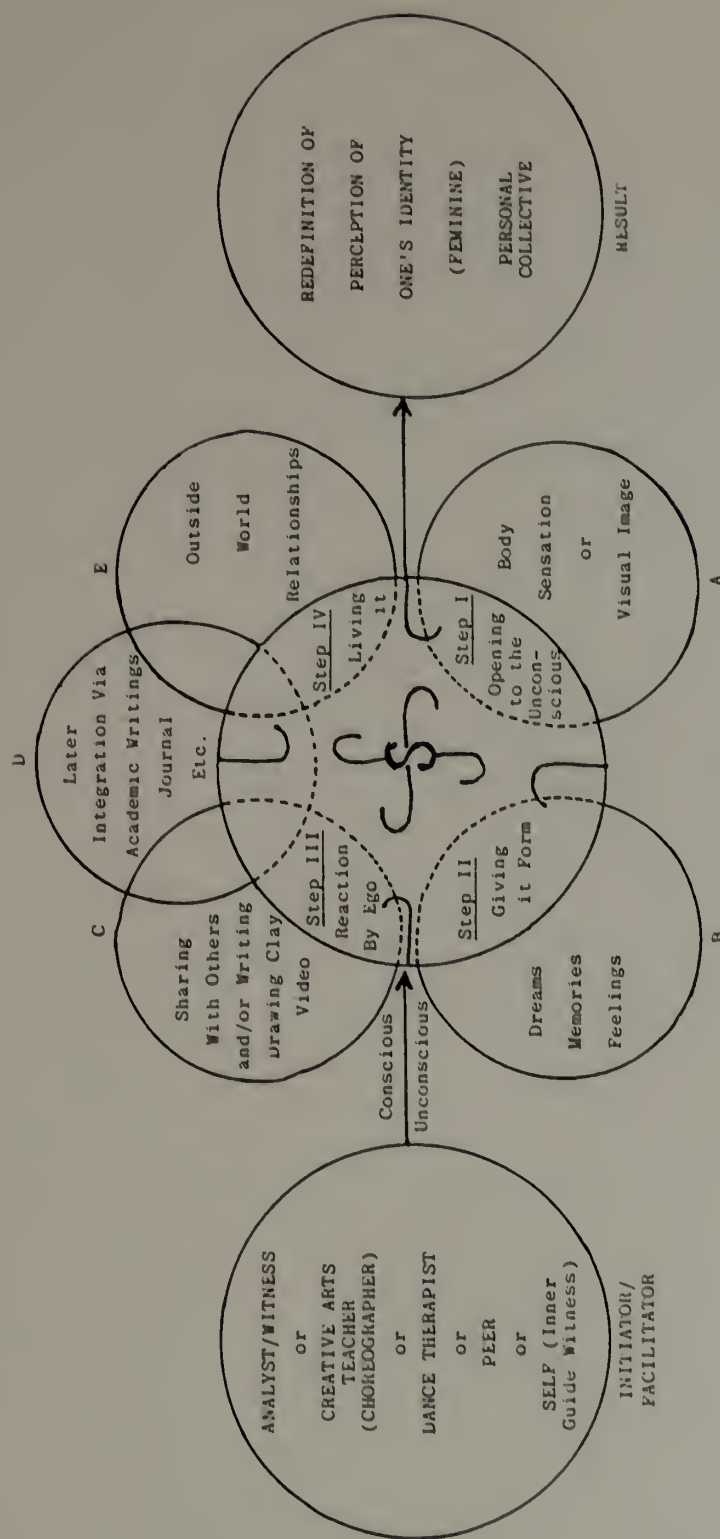 ANALYST/WITNESS
or
CREATIVE ARTS
TEACHER
(CHOREOGRAPHER)
or
DANCE THERAPIST
or
PEER
or
SELF (Inner
Guide Witness)
INITIATOR/
FACILITATOR
Conscious
Unconscious
C
Sharing
With Others
and/or Writing
Drawing Clay
Video
D
Later
Integration Via
Academic Writings
Journal
Etc.
E
Outside
World
Relationships
Step III
Reaction
By Ego
Step IV
Living
it
S
Step II
Giving
it Form
Step I
Opening
to the
Uncon-
scious
Dreams
Memories
Feelings
B
Body
Sensation
or
Visual Image
A
REDEFINITION OF
PERCEPTION OF
ONE'S IDENTITY
(FEMININE)
PERSONAL
COLLECTIVE
RESULT